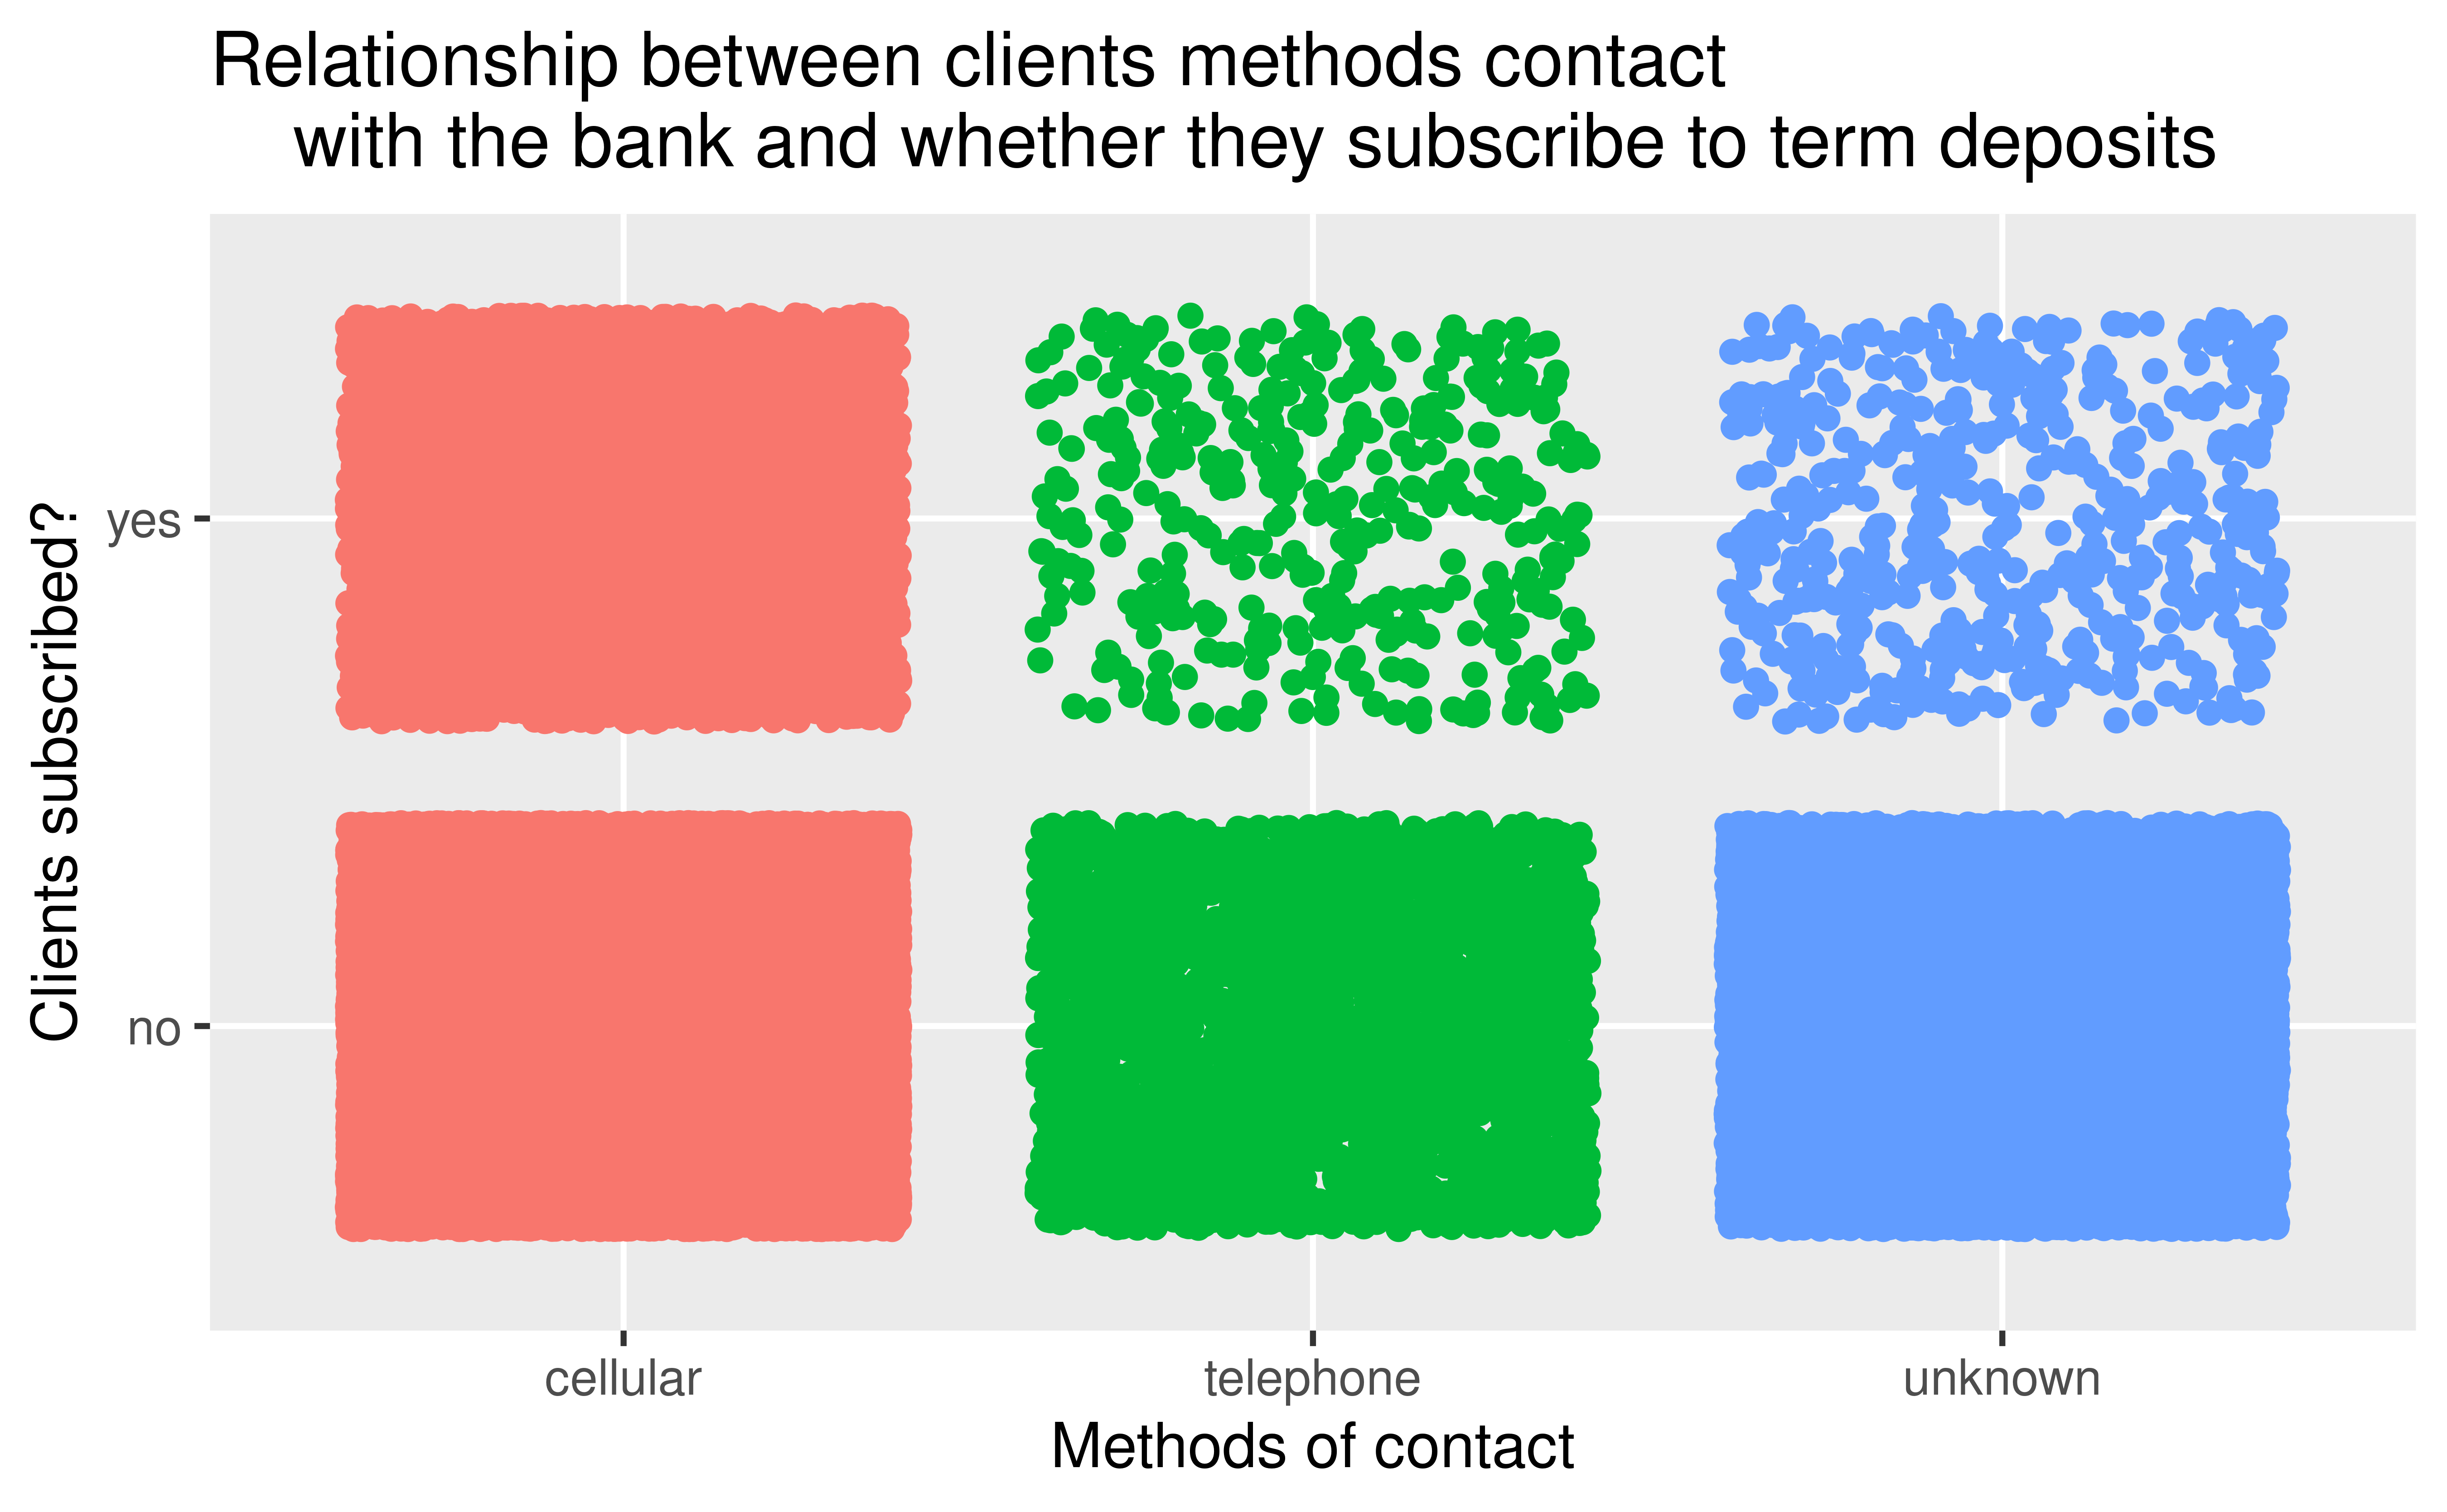 Relationship between clients methods contact
with the bank and whether they subscribe to term deposits
Clients subscribed?
yes
no
cellular telephone unknown
Methods of contact